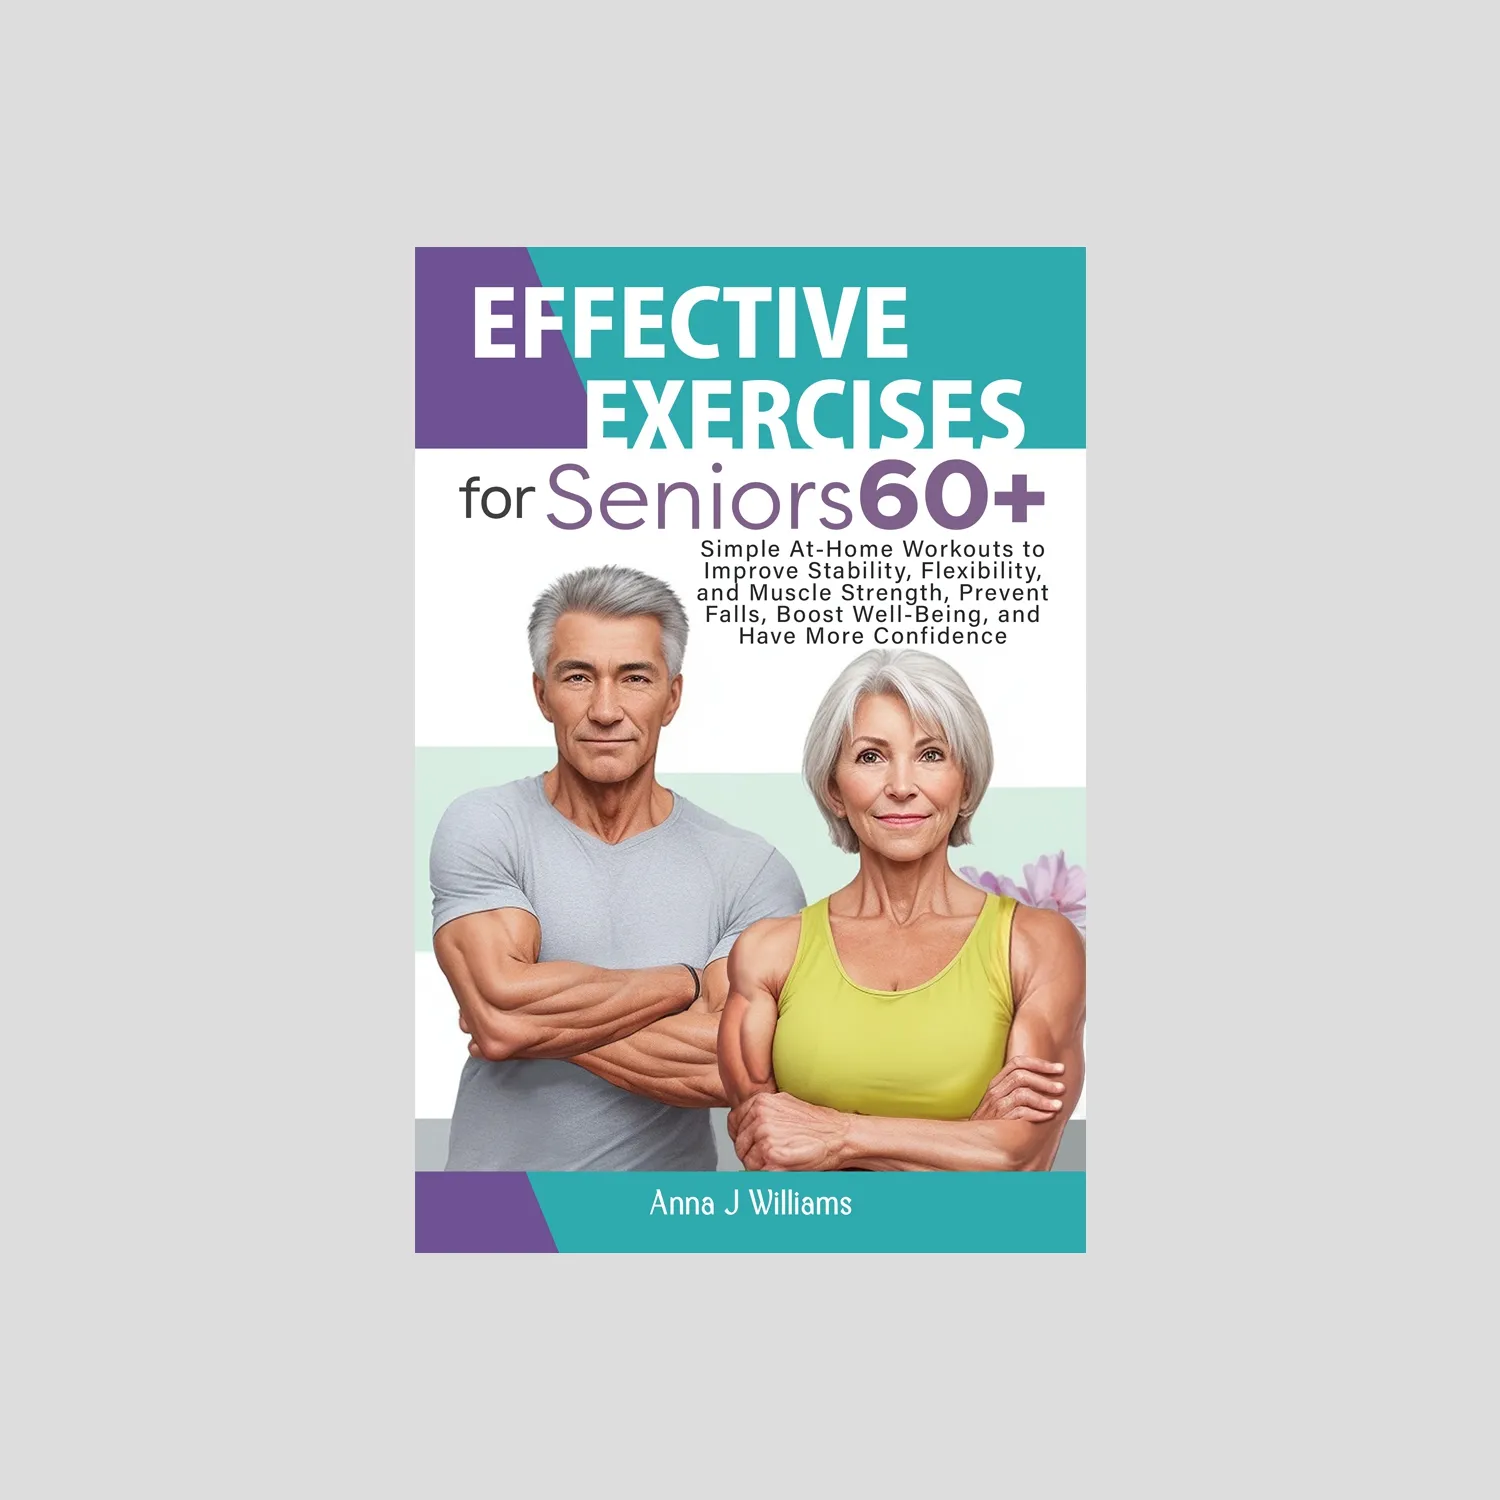 EFFECTIVE
EXERCISES
for Seniors 60+
Simple At-Home Workouts to
Improve Stability, Flexibility,
and Muscle Strength, Prevent
Falls, Boost Well-Being, and
Have More Confidence
Anna J Williams